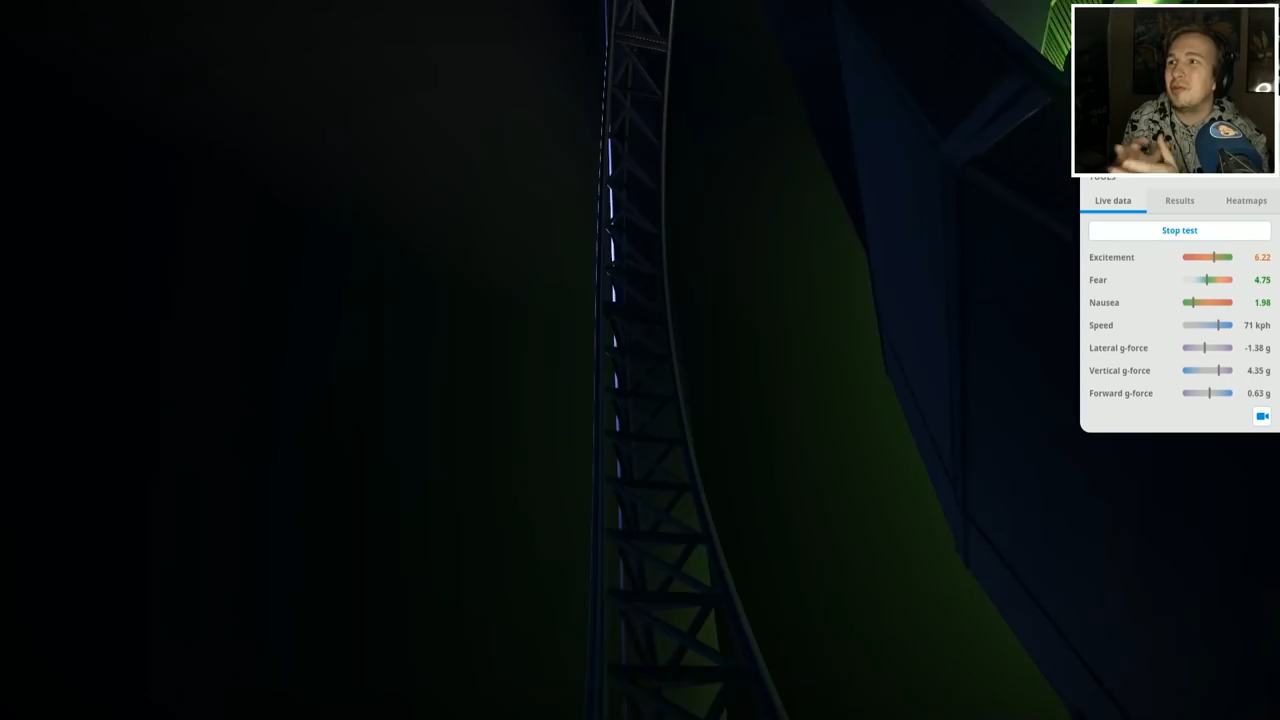 TOOLS
Live data Results Heatmaps
Stop test
Excitement 6.22
Fear 4.75
Nausea 1.98
Speed 71 kph
Lateral g-force -1.38 g
Vertical g-force 4.35 g
Forward g-force 0.63 g